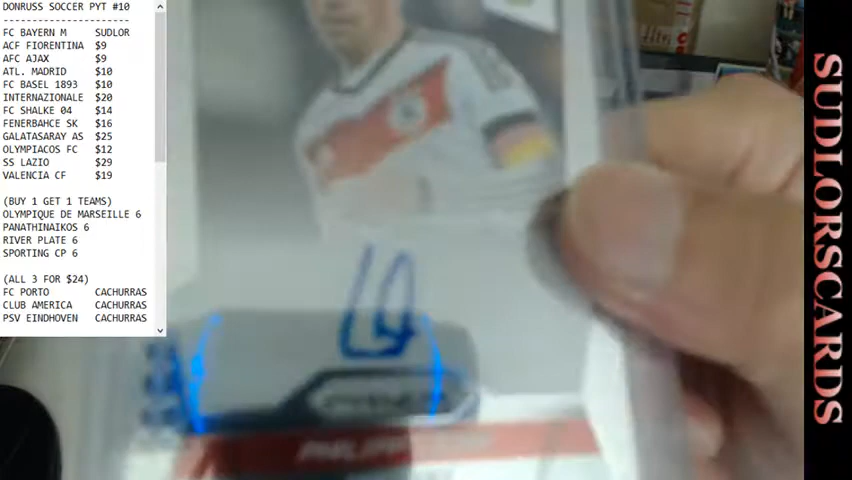 DONRUSS SOCCER PYT #10
---------------------
FC BAYERN M SUDLOR
ACF FIORENTINA $9
AFC AJAX $9
ATL. MADRID $10
FC BASEL 1893 $10
INTERNAZIONALE $20
FC SHALKE 04 $14
FENERBAHCE SK $16
GALATASARAY AS $25
OLYMPIACOS FC $12
SS LAZIO $29
VALENCIA CF $19
(BUY 1 GET 1 TEAMS)
OLYMPIQUE DE MARSEILLE 6
PANATHINAIKOS 6
RIVER PLATE 6
SPORTING CP 6
(ALL 3 FOR $24)
FC PORTO CACHURRAS
CLUB AMERICA CACHURRAS
PSV EINDHOVEN CACHURRAS
SUDLORSCARDS
PRIZM
PHILIPP